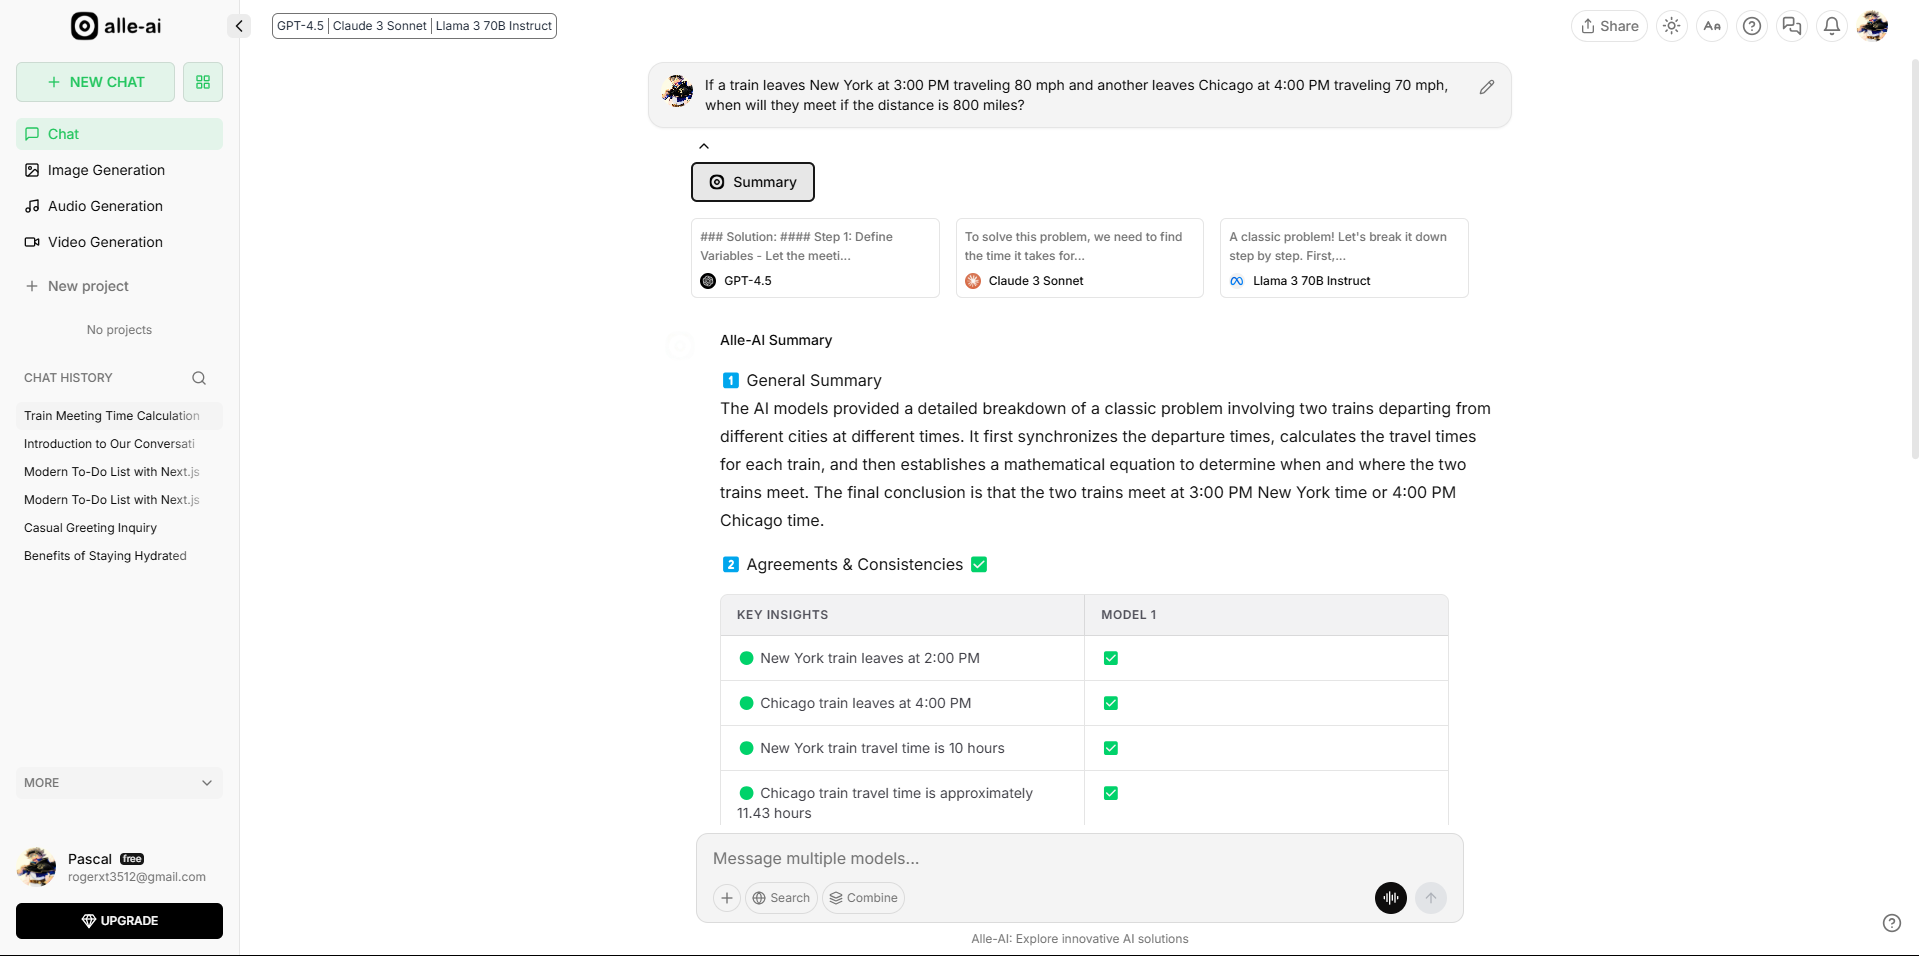 alle-ai
GPT-4.5 | Claude 3 Sonnet | Llama 3 70B Instruct
Share
NEW CHAT
Chat
Image Generation
Audio Generation
Video Generation
New project
No projects
CHAT HISTORY
Train Meeting Time Calculation
Introduction to Our Conversati
Modern To-Do List with Next.js
Modern To-Do List with Next.js
Casual Greeting Inquiry
Benefits of Staying Hydrated
MORE
Pascal free
rogerxt3512@gmail.com
UPGRADE
If a train leaves New York at 3:00 PM traveling 80 mph and another leaves Chicago at 4:00 PM traveling 70 mph,
when will they meet if the distance is 800 miles?
Summary
### Solution: #### Step 1: Define
Variables - Let the meeti...
GPT-4.5
To solve this problem, we need to find
the time it takes for...
Claude 3 Sonnet
A classic problem! Let's break it down
step by step. First,...
Llama 3 70B Instruct
Alle-AI Summary
1 General Summary
The AI models provided a detailed breakdown of a classic problem involving two trains departing from
different cities at different times. It first synchronizes the departure times, calculates the travel times
for each train, and then establishes a mathematical equation to determine when and where the two
trains meet. The final conclusion is that the two trains meet at 3:00 PM New York time or 4:00 PM
Chicago time.
2 Agreements & Consistencies
KEY INSIGHTS MODEL 1
New York train leaves at 2:00 PM
Chicago train leaves at 4:00 PM
New York train travel time is 10 hours
Chicago train travel time is approximately
11.43 hours
Message multiple models...
Search Combine
Alle-AI: Explore innovative AI solutions